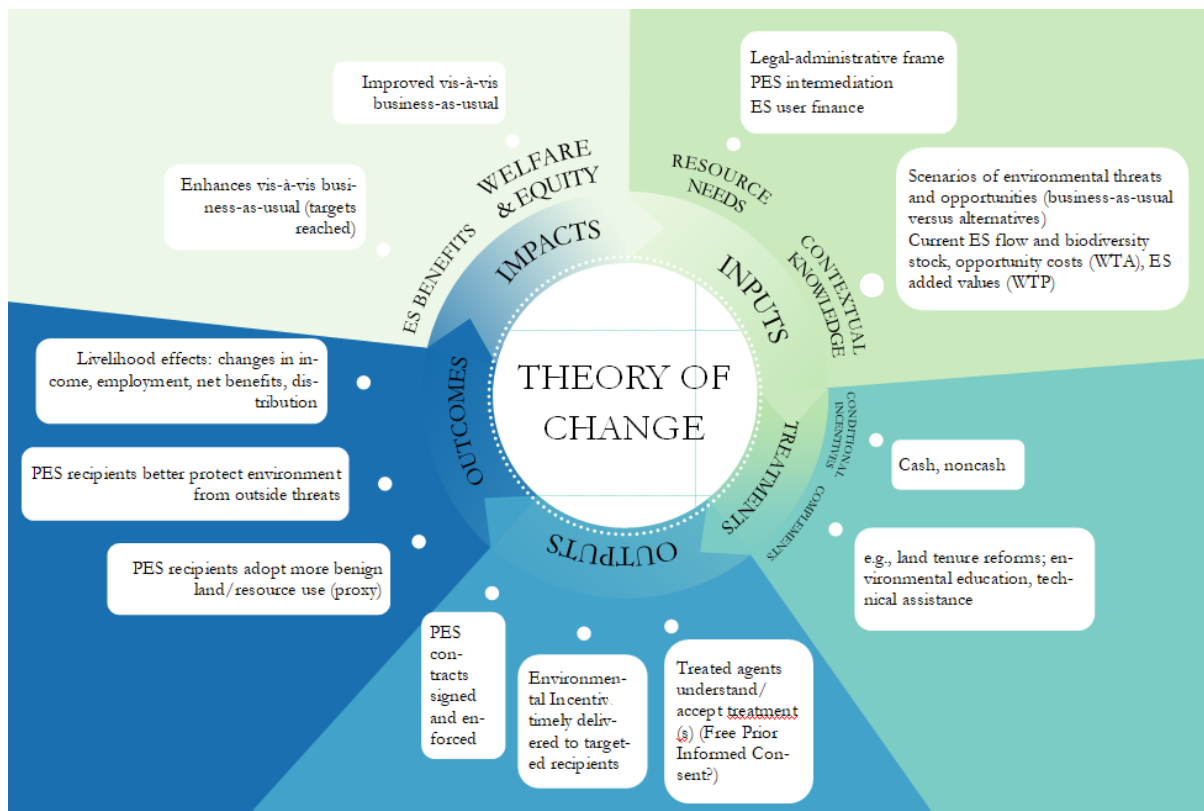 Improved vis-à-vis
business-as-usual
Enhances vis-à-vis busi-
ness-as-usual (targets
reached)
Legal-administrative frame
PES intermediation
ES user finance
Scenarios of environmental threats
and opportunities (business-as-usual
versus alternatives)
Current ES flow and biodiversity
stock, opportunity costs (WTA), ES
added values (WTP)
WELFARE
& EQUITY
ES BENEFITS
IMPACTS
RESOURCE
NEEDS
CONTEXTUAL
KNOWLEDGE
INPUTS
THEORY OF
CHANGE
CONDITIONAL
INCENTIVES
COMPLEMENTS
TREATMENTS
OUTPUTS
OUTCOMES
Cash, noncash
e.g., land tenure reforms; en-
vironmental education, tech-
nical assistance
Treated agents
understand/
accept treatment
(s) (Free Prior
Informed Con-
sent?)
Environmen-
tal Incentiv
timely deliv-
ered to target-
ed recipients
PES
con-
tracts
signed
and en-
forced
PES recipients adopt more benign
land/resource use (proxy)
PES recipients better protect environment
from outside threats
Livelihood effects: changes in in-
come, employment, net benefits, dis-
tribution